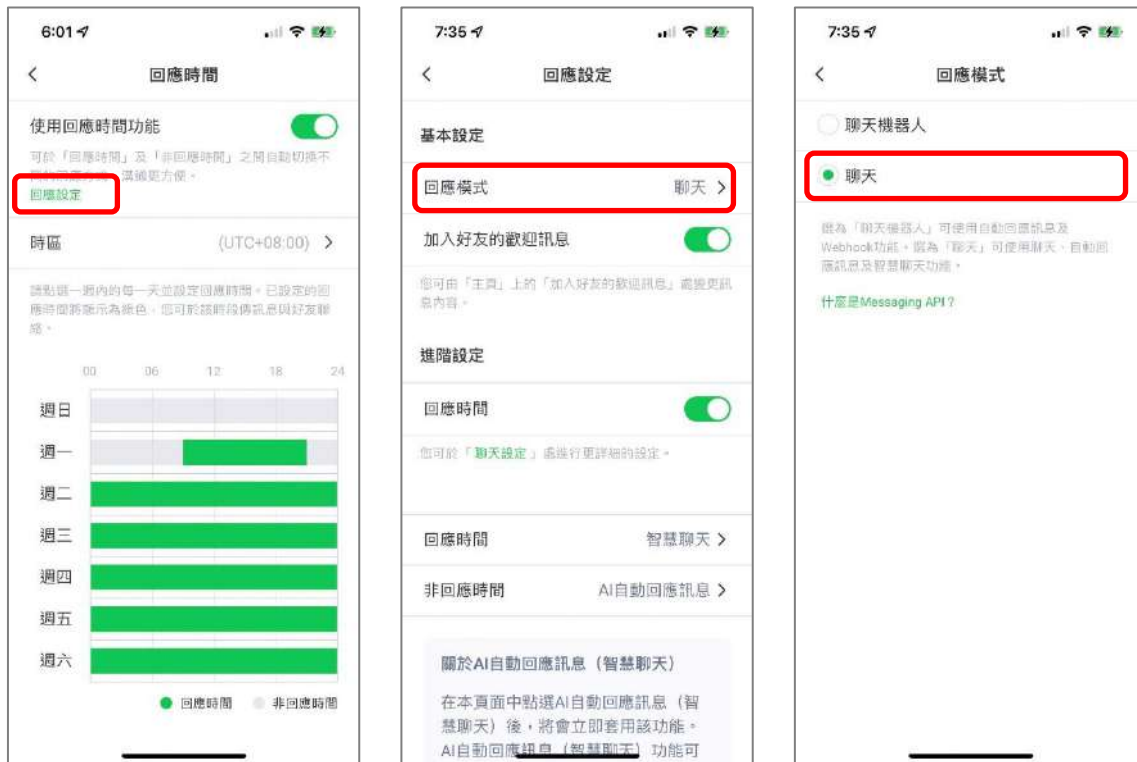 6:01
回應時間
使用回應時間功能
可於「回應時間」及「非回應時間」之間自動切換不
溝通更方便。
回應設定
時區 (UTC+08:00)
請點選一週內的每一天並設定回應時間。已設定的回
應時間將顯示為綠色，您可於該時段傳訊息與好友聯
絡。
00 06 12 18 24
週日
週一
週二
週三
週四
週五
週六
回應時間 非回應時間
7:35
回應設定
基本設定
回應模式 聊天
加入好友的歡迎訊息
您可由「主頁」上的「加入好友的歡迎訊息」處變更訊
息內容。
進階設定
回應時間
您可於「聊天設定」處進行更詳細的設定。
回應時間 智慧聊天
非回應時間 AI自動回應訊息
關於AI自動回應訊息（智慧聊天）
在本頁面中點選AI自動回應訊息（智
慧聊天）後，將會立即套用該功能。
AI自動回應訊息（智慧聊天）功能可
7:35
回應模式
聊天機器人
聊天
選為「聊天機器人」可使用自動回應訊息及
Webhook功能。選為「聊天」可使用聊天、自動回
應訊息及智慧聊天功能。
什麼是Messaging API？